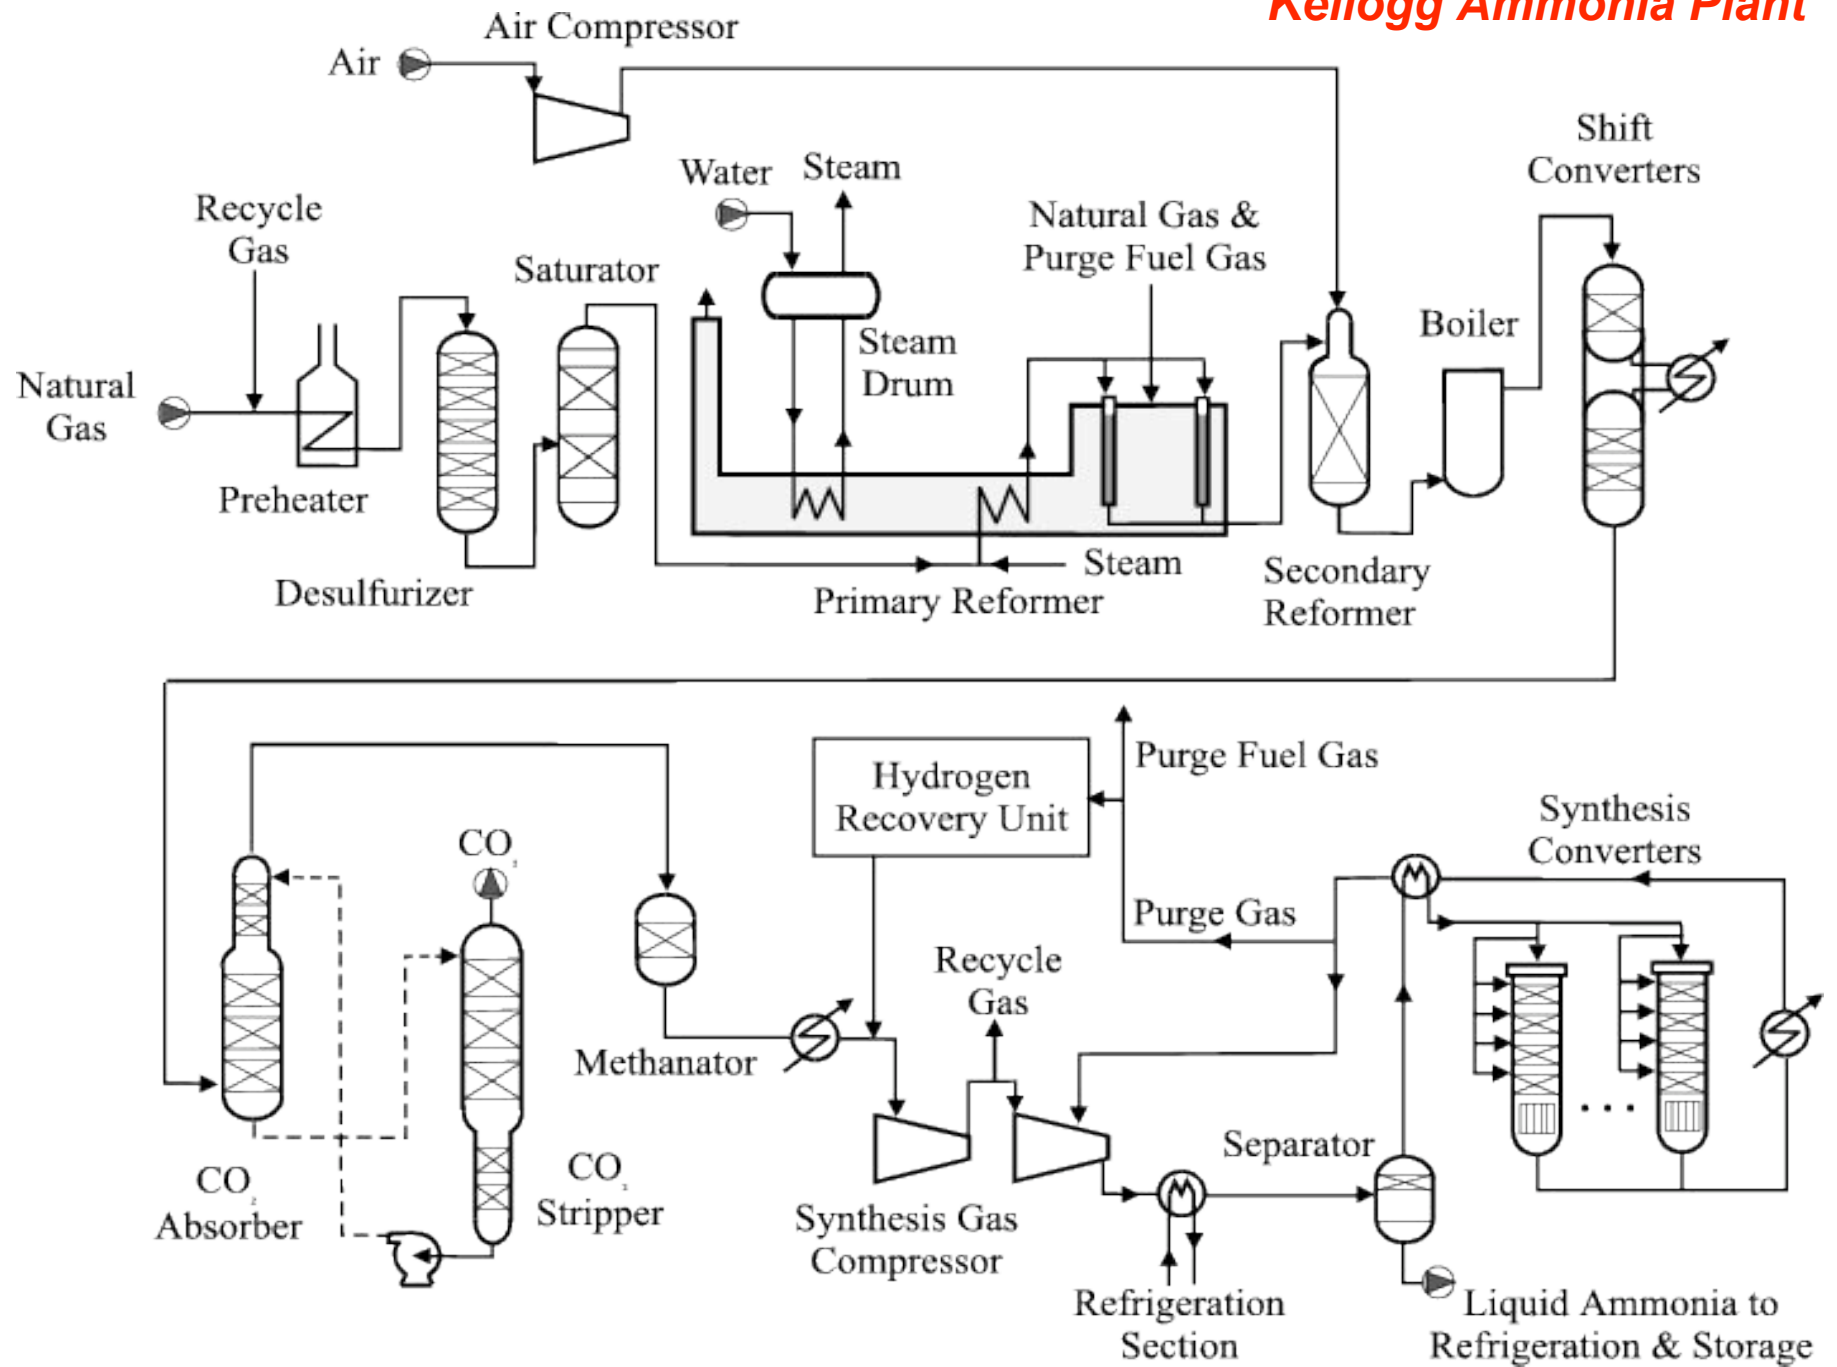 Kellogg Ammonia Plant
Air Compressor
Air
Shift
Converters
Water
Steam
Recycle
Gas
Natural Gas &
Purge Fuel Gas
Saturator
Boiler
Steam
Drum
Natural
Gas
Preheater
Desulfurizer
Steam
Primary Reformer
Secondary
Reformer
Purge Fuel Gas
Hydrogen
Recovery Unit
Synthesis
Converters
CO2
Purge Gas
Recycle
Gas
Methanator
Separator
CO2
Absorber
CO2
Stripper
Synthesis Gas
Compressor
Refrigeration
Section
Liquid Ammonia to
Refrigeration & Storage